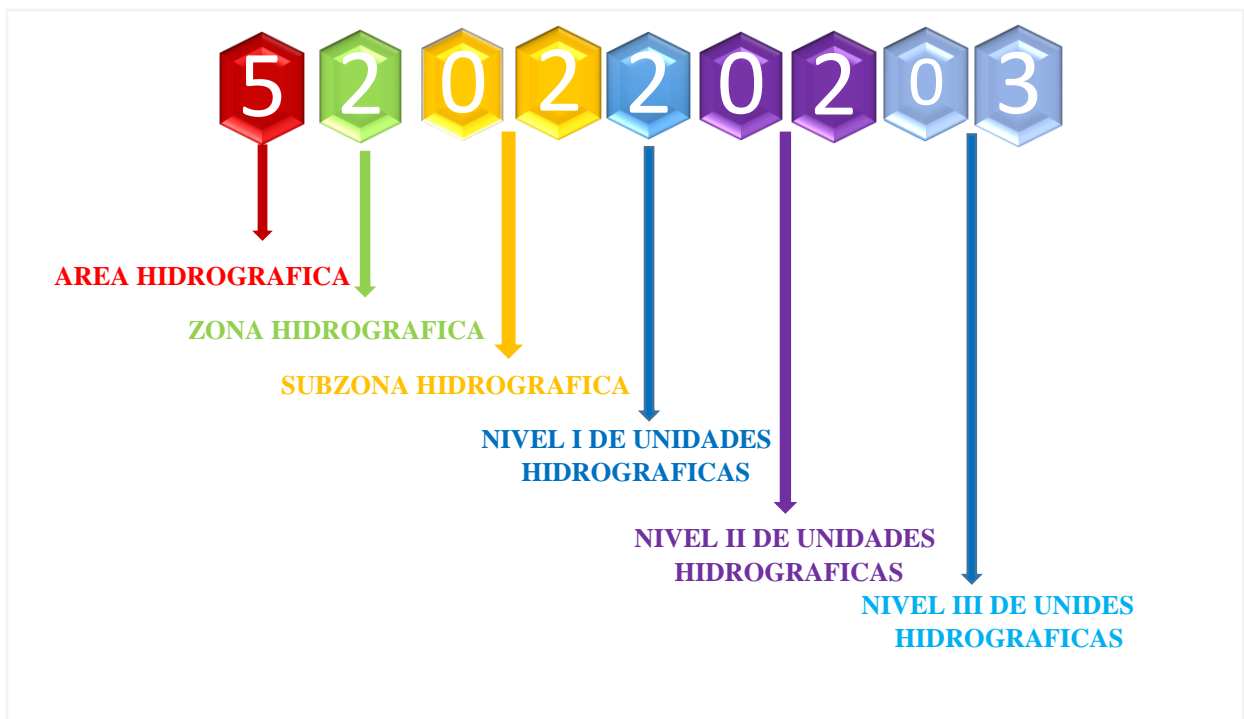 5 2 0 2 2 0 2 0 3
AREA HIDROGRAFICA
ZONA HIDROGRAFICA
SUBZONA HIDROGRAFICA
NIVEL I DE UNIDADES
HIDROGRAFICAS
NIVEL II DE UNIDADES
HIDROGRAFICAS
NIVEL III DE UNIDES
HIDROGRAFICAS